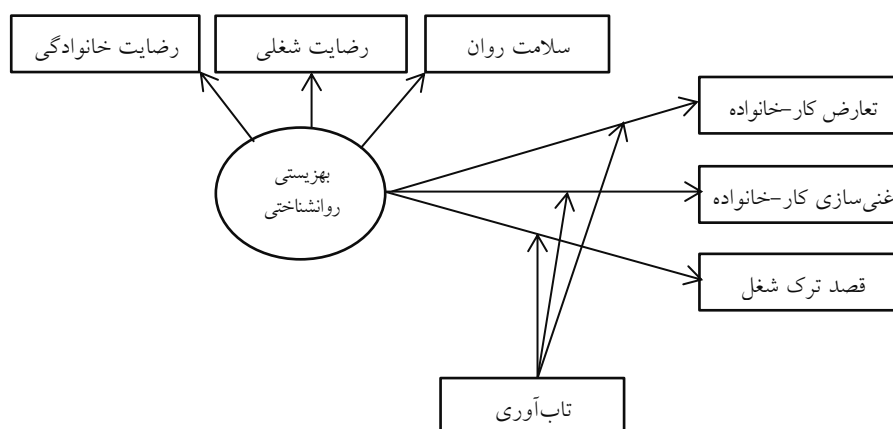 سلامت روان
رضایت شغلی
رضایت خانوادگی
تعارض کار–خانواده
بهزیستی
روانشناختی
غنی‌سازی کار–خانواده
قصد ترک شغل
تاب‌آوری